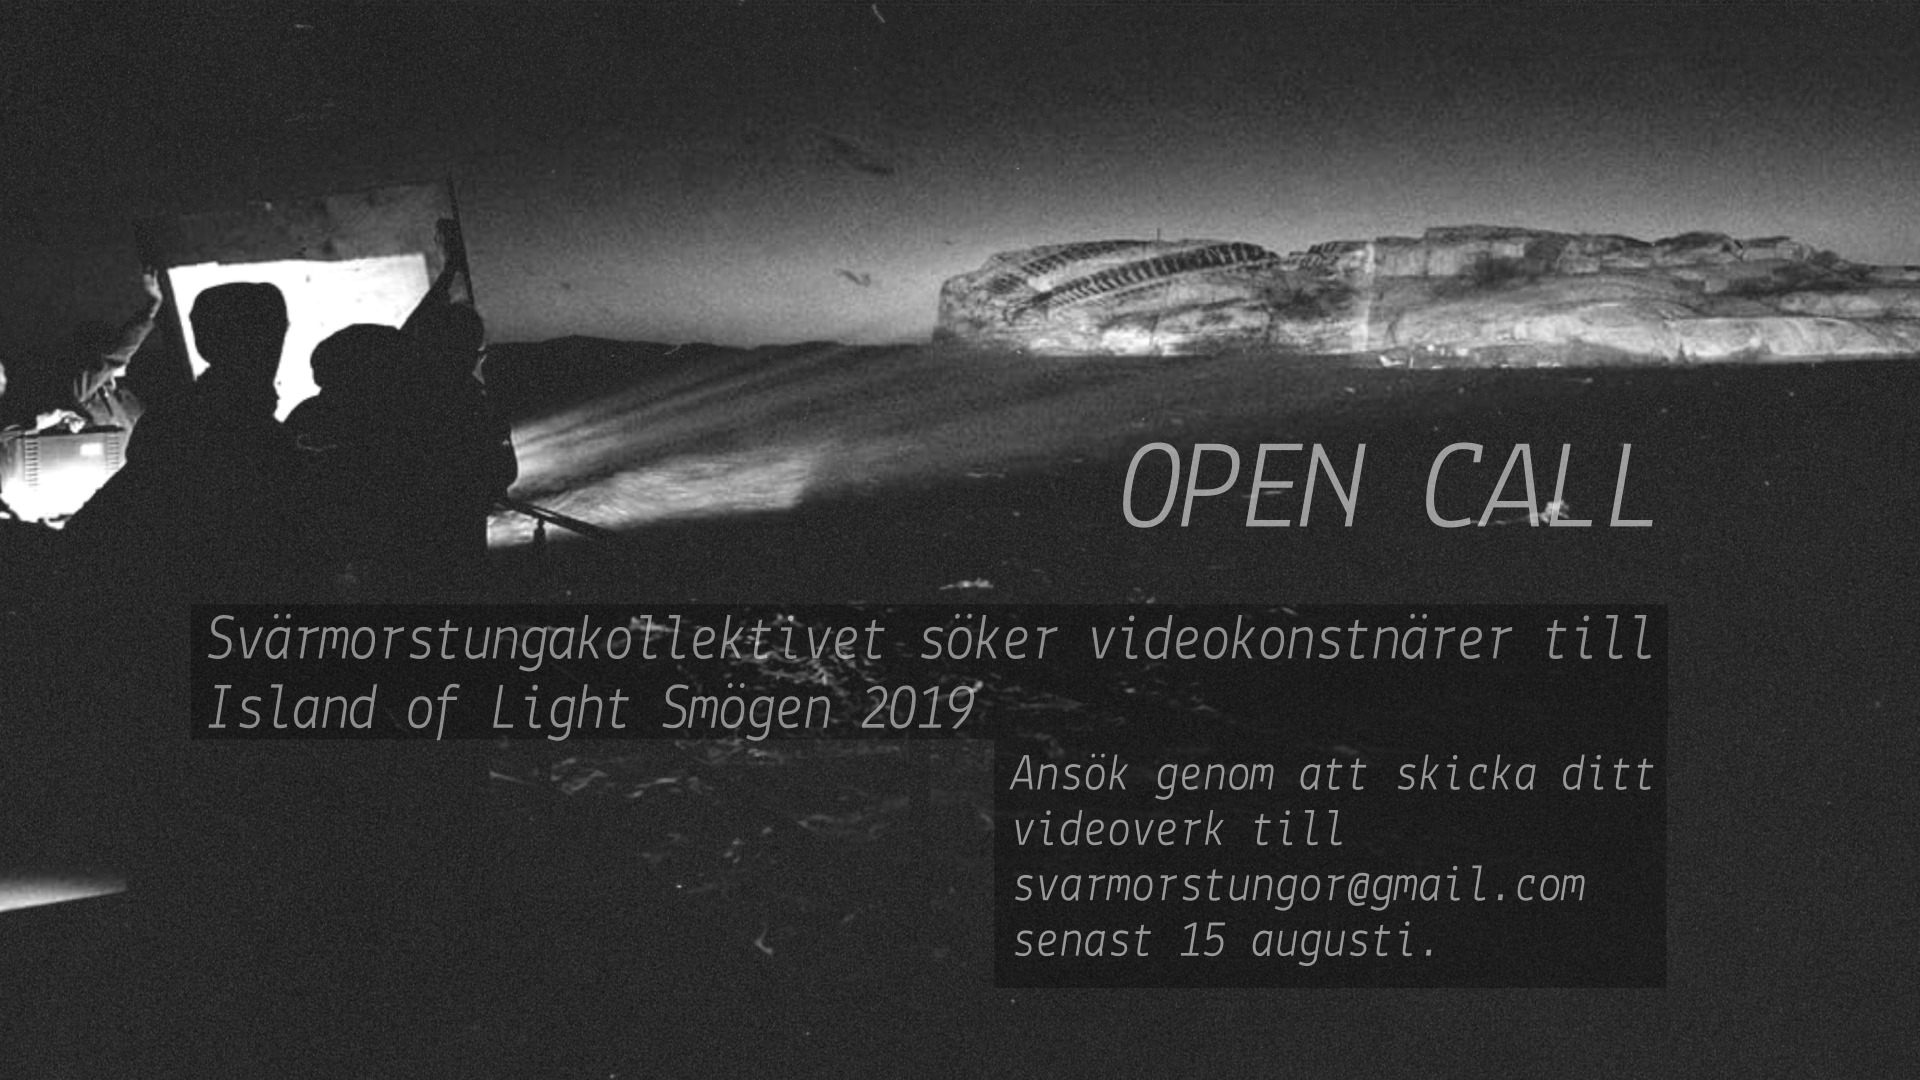 OPEN CALL
Svärmorstungakollektivet söker videokonstnärer till
Island of Light Smögen 2019
Ansök genom att skicka ditt
videoverk till
svarmorstungor@gmail.com
senast 15 augusti.